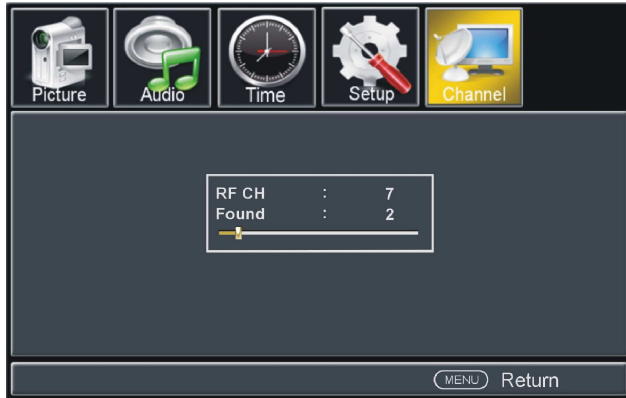 Picture Audio Time Setup Channel
RF CH : 7
Found : 2
MENU Return